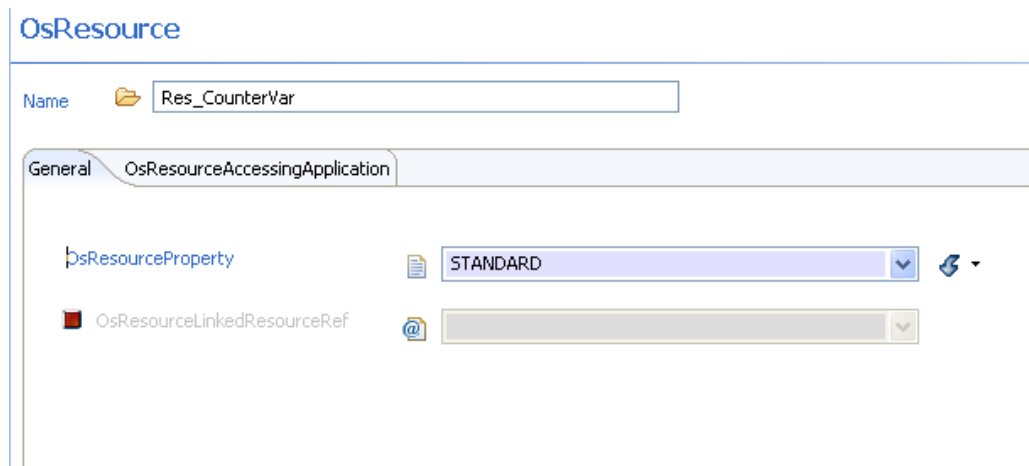 OsResource
Name
Res_CounterVar
General OsResourceAccessingApplication
OsResourceProperty
STANDARD
OsResourceLinkedResourceRef